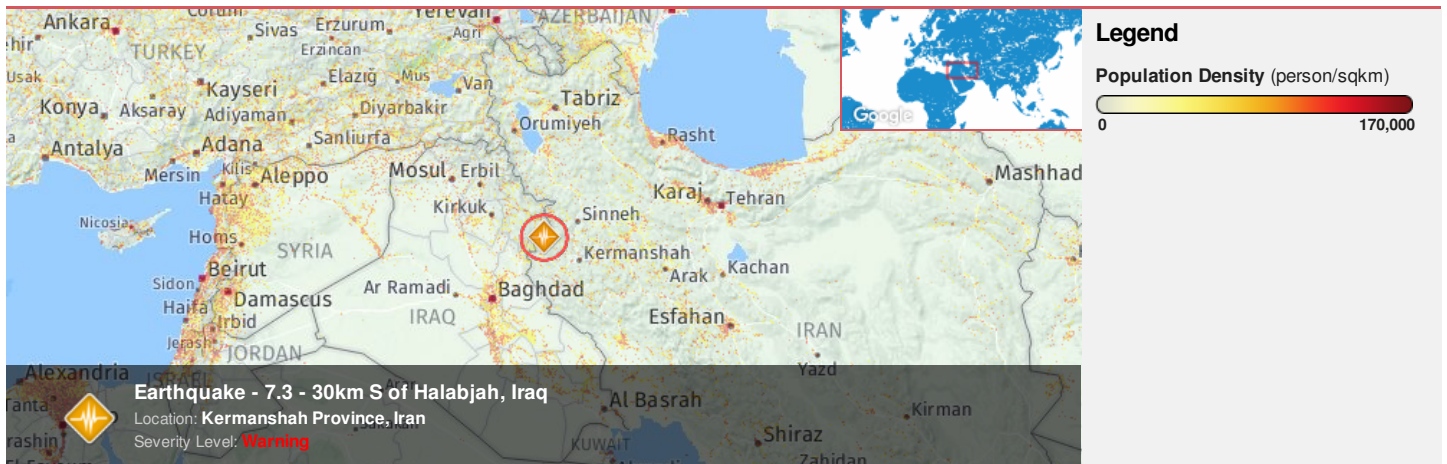 Ankara
Sivas
Erzurum
Yerevan
AZERBAIJAN
TURKEY
Erzincan
Agri
Usak
Kayseri
Elazığ
Mus
Van
Tabriz
Konya
Aksaray
Adiyaman
Diyarbakir
Orumiyeh
Antalya
Adana
Sanliurfa
Rasht
Mersin
Kilis
Aleppo
Mosul
Erbil
Mashhad
Hatay
Kirkuk
Karaj
Tehran
Nicosia
Sinneh
Homs
SYRIA
Kermanshah
Beirut
Arak
Kachan
Sidon
Ar Ramadi
Baghdad
Haifa
Damascus
IRAQ
Esfahan
Irbid
IRAN
Jerash
JORDAN
Yazd
Alexandria
ISRAEL
Tanta
Al Basrah
Kirman
KUWAIT
Shiraz
Zahidan
Google
Earthquake - 7.3 - 30km S of Halabjah, Iraq
Location: Kermanshah Province, Iran
Severity Level: Warning
Legend
Population Density (person/sqkm)
0 170,000